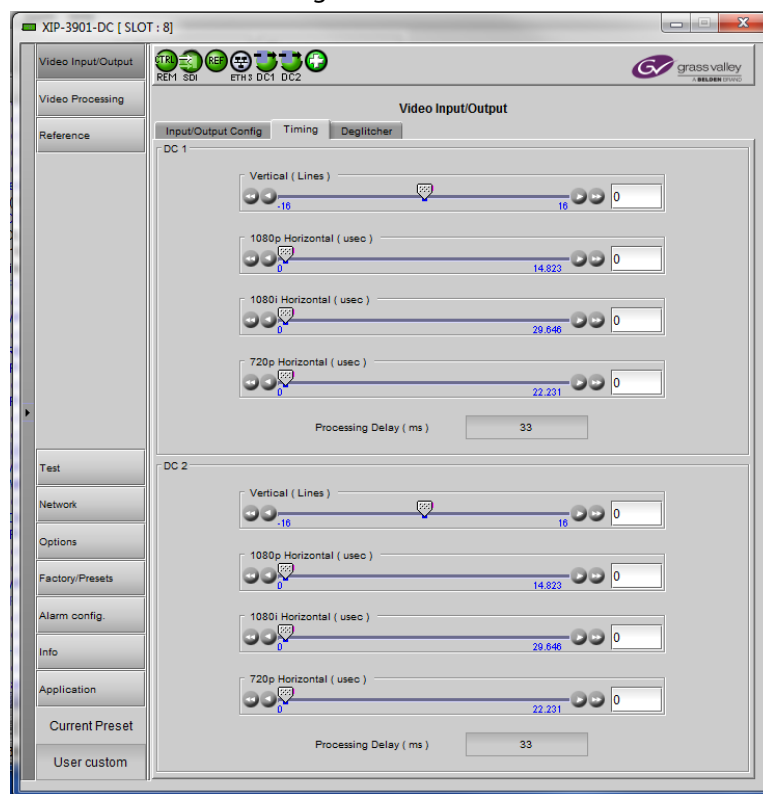 XIP-3901-DC [ SLOT : 8]
Video Input/Output
Video Processing
Reference
Test
Network
Options
Factory/Presets
Alarm config.
Info
Application
Current Preset
User custom
CTRL REF
REM SDI ETH3 DC1 DC2
GV grassvalley
A BELDEN BRAND
Video Input/Output
Input/Output Config Timing Deglitcher
DC 1
Vertical ( Lines )
-16 16 0
1080p Horizontal ( usec )
0 14.823 0
1080i Horizontal ( usec )
0 29.646 0
720p Horizontal ( usec )
0 22.231 0
Processing Delay ( ms ) 33
DC 2
Vertical ( Lines )
-16 16 0
1080p Horizontal ( usec )
0 14.823 0
1080i Horizontal ( usec )
0 29.646 0
720p Horizontal ( usec )
0 22.231 0
Processing Delay ( ms ) 33